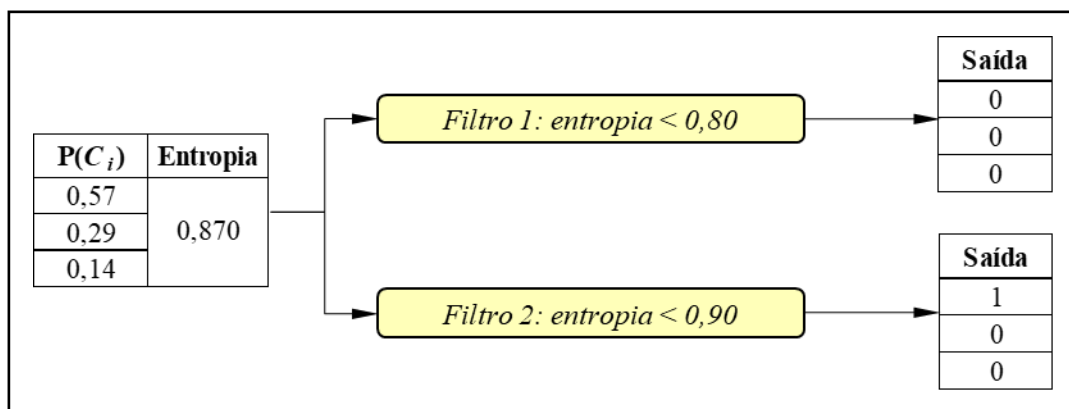 P(C i) Entropia
0,57
0,29
0,14
0,870
Filtro 1: entropia < 0,80
Saída
0
0
0
Filtro 2: entropia < 0,90
Saída
1
0
0